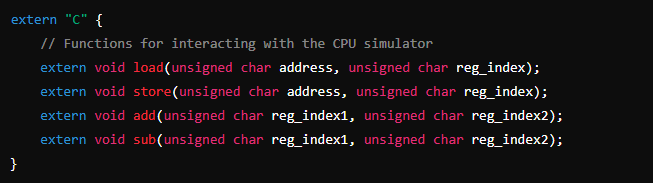 extern "C" {
// Functions for interacting with the CPU simulator
extern void load(unsigned char address, unsigned char reg_index);
extern void store(unsigned char address, unsigned char reg_index);
extern void add(unsigned char reg_index1, unsigned char reg_index2);
extern void sub(unsigned char reg_index1, unsigned char reg_index2);
}